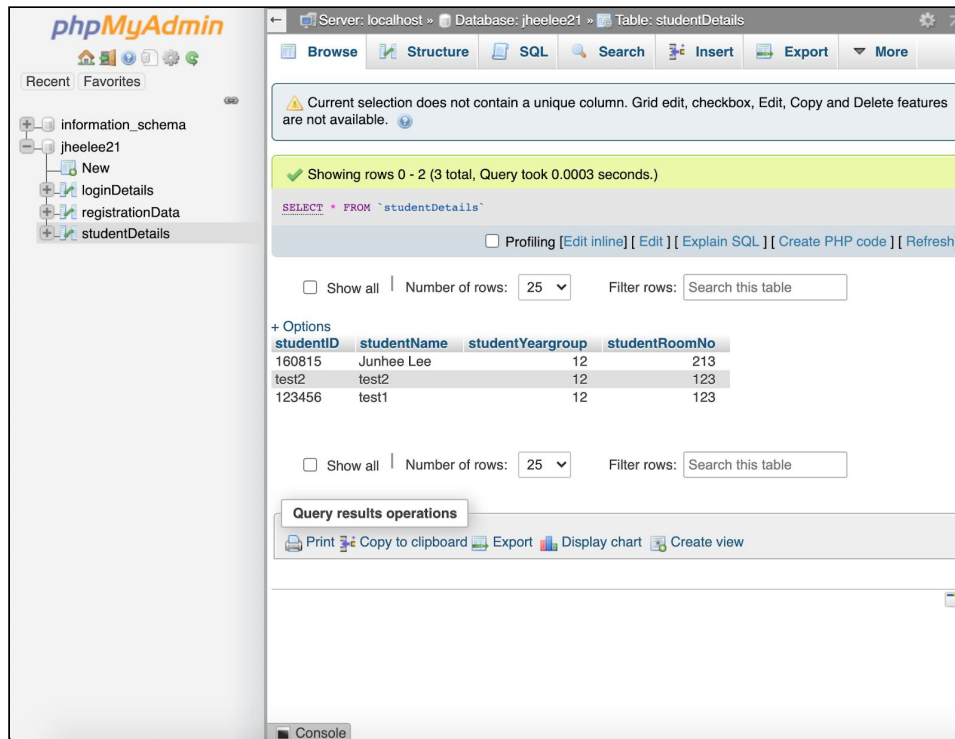 phpMyAdmin
Recent Favorites
information_schema
jheelee21
New
loginDetails
registrationData
studentDetails
Server: localhost » Database: jheelee21 » Table: studentDetails
Browse Structure SQL Search Insert Export More
Current selection does not contain a unique column. Grid edit, checkbox, Edit, Copy and Delete features
are not available.
Showing rows 0 - 2 (3 total, Query took 0.0003 seconds.)
SELECT * FROM `studentDetails`
Profiling [Edit inline] [ Edit ] [ Explain SQL ] [ Create PHP code ] [ Refresh
Show all | Number of rows: 25 Filter rows: Search this table
+ Options
studentID studentName studentYeargroup studentRoomNo
160815 Junhee Lee 12 213
test2 test2 12 123
123456 test1 12 123
Show all | Number of rows: 25 Filter rows: Search this table
Query results operations
Print Copy to clipboard Export Display chart Create view
Console